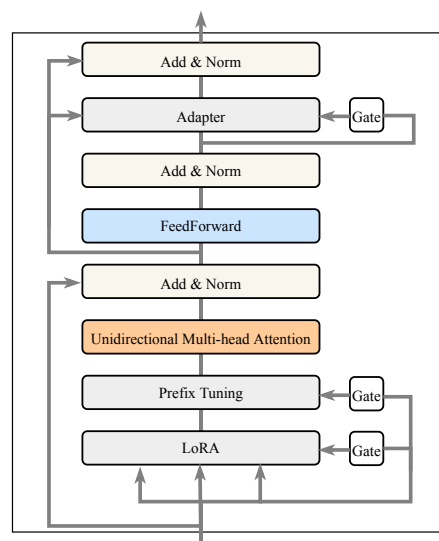 Add & Norm
Adapter
Gate
Add & Norm
FeedForward
Add & Norm
Unidirectional Multi-head Attention
Prefix Tuning
Gate
LoRA
Gate